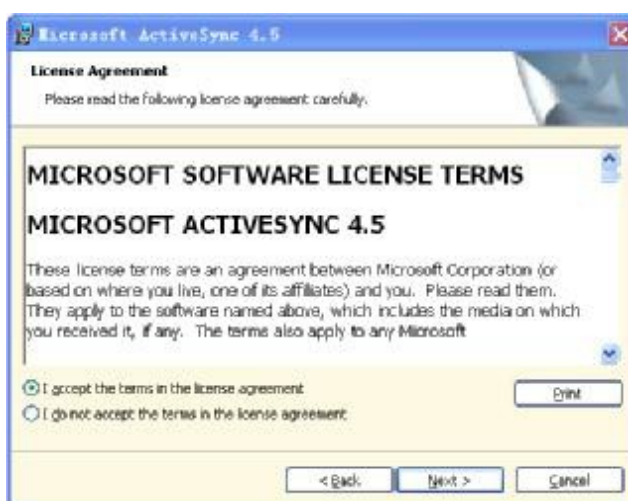 Microsoft ActiveSync 4.5
License Agreement
Please read the following license agreement carefully.
MICROSOFT SOFTWARE LICENSE TERMS
MICROSOFT ACTIVESYNC 4.5
These license terms are an agreement between Microsoft Corporation (or
based on where you live, one of its affiliates) and you. Please read them.
They apply to the software named above, which includes the media on which
you received it, if any. The terms also apply to any Microsoft
I accept the terms in the license agreement
I do not accept the terms in the license agreement
Print
< Back
Next >
Cancel